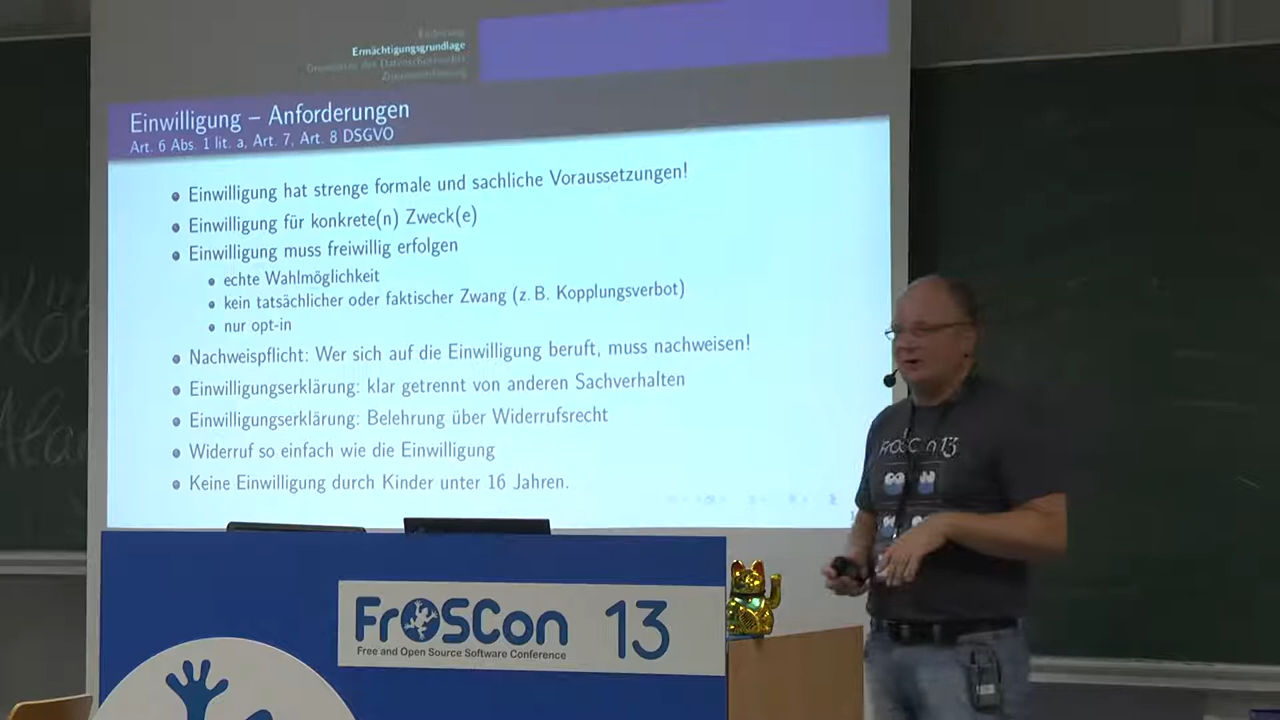 Ermächtigungsgrundlage
Einwilligung – Anforderungen
Art. 6 Abs. 1 lit. a, Art. 7, Art. 8 DSGVO
Einwilligung hat strenge formale und sachliche Voraussetzungen!
Einwilligung für konkrete(n) Zweck(e)
Einwilligung muss freiwillig erfolgen
echte Wahlmöglichkeit
kein tatsächlicher oder faktischer Zwang (z. B. Kopplungsverbot)
nur opt-in
Nachweispflicht: Wer sich auf die Einwilligung beruft, muss nachweisen!
Einwilligungserklärung: klar getrennt von anderen Sachverhalten
Einwilligungserklärung: Belehrung über Widerrufsrecht
Widerruf so einfach wie die Einwilligung
Keine Einwilligung durch Kinder unter 16 Jahren.
FrOSCon 13
FrOSCon 13
Free and Open Source Software Conference